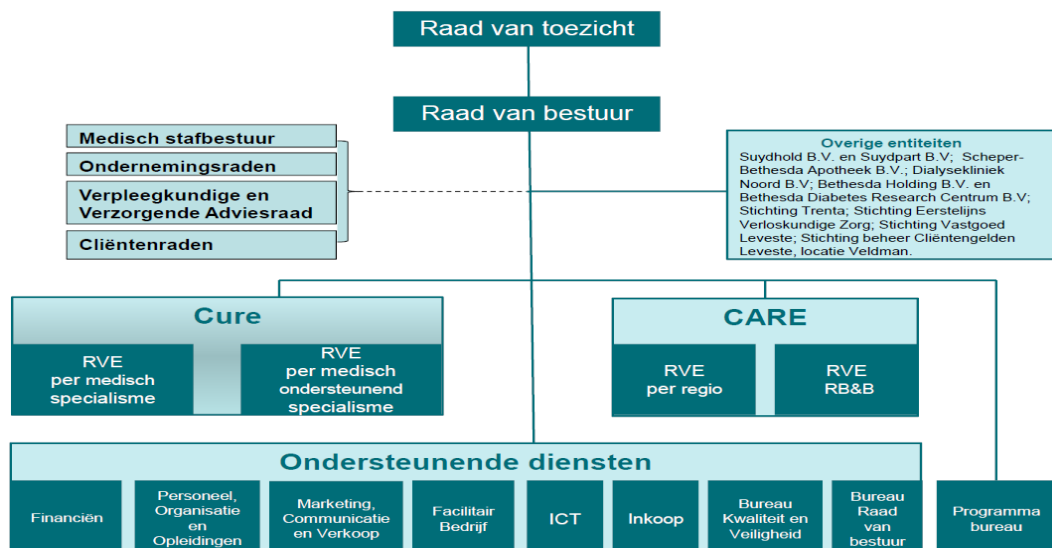 Raad van toezicht
Raad van bestuur
Medisch stafbestuur
Ondernemingsraden
Verpleegkundige en
Verzorgende Adviesraad
Cliëntenraden
Overige entiteiten
Suydhold B.V. en Suydpart B.V; Scheper-
Bethesda Apotheek B.V.; Dialysekliniek
Noord B.V; Bethesda Holding B.V. en
Bethesda Diabetes Research Centrum B.V;
Stichting Trenta; Stichting Eerstelijns
Verloskundige Zorg; Stichting Vastgoed
Leveste; Stichting beheer Cliëntengelden
Leveste, locatie Veldman.
Cure
RVE
per medisch
specialisme
RVE
per medisch
ondersteunend
specialisme
CARE
RVE
per regio
RVE
RB&B
Ondersteunende diensten
Financiën
Personeel,
Organisatie
en
Opleidingen
Marketing,
Communicatie
en Verkoop
Facilitair
Bedrijf
ICT
Inkoop
Bureau
Kwaliteit en
Veiligheid
Bureau
Raad
van
bestuur
Programma
bureau